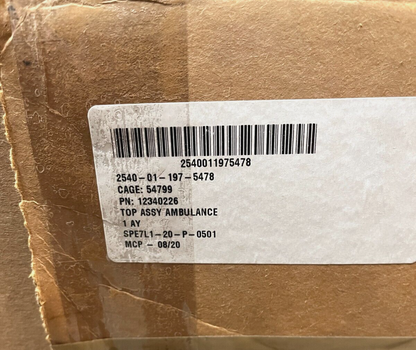 2540011975478
2540-01-197-5478
CAGE: 54799
PN: 12340226
TOP ASSY AMBULANCE
1 AY
SPE7L1-20-P-0501
MCP - 08/20